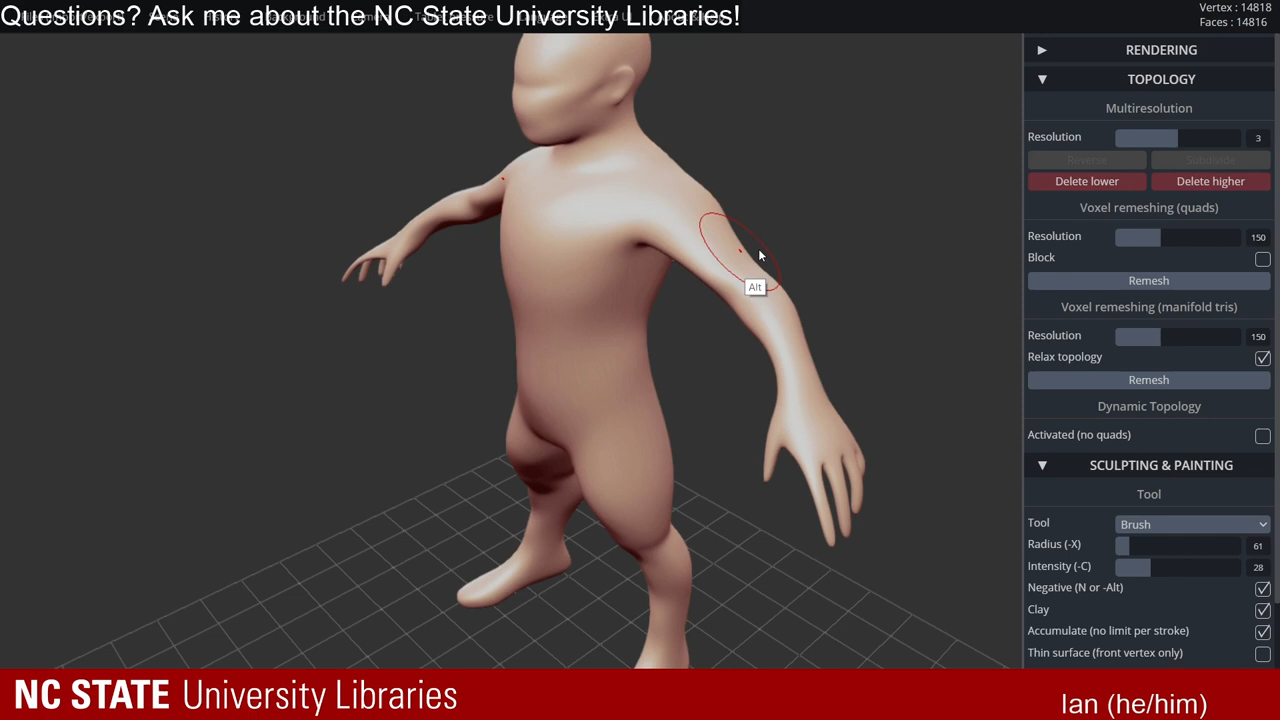 Questions? Ask me about the NC State University Libraries!
Vertex : 14818
Faces : 14816
RENDERING
TOPOLOGY
Multiresolution
Resolution 3
Reverse Subdivide
Delete lower Delete higher
Voxel remeshing (quads)
Resolution 150
Block
Remesh
Voxel remeshing (manifold tris)
Resolution 150
Relax topology
Remesh
Dynamic Topology
Activated (no quads)
SCULPTING & PAINTING
Tool
Tool Brush
Radius (-X) 61
Intensity (-C) 28
Negative (N or -Alt)
Clay
Accumulate (no limit per stroke)
Thin surface (front vertex only)
Alt
NC STATE University Libraries
Ian (he/him)